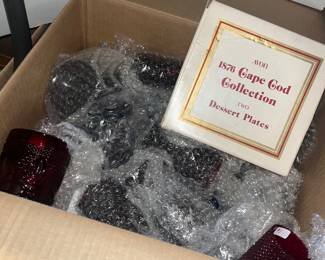 AVON
1876 Cape Cod
Collection
TWO
Dessert Plates